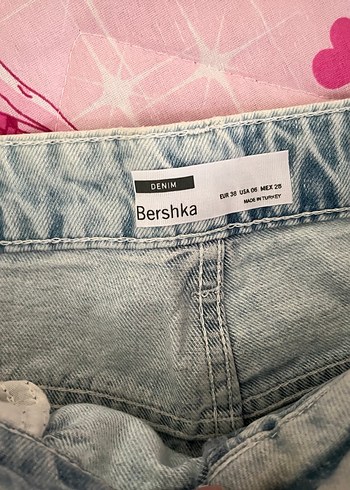 DENIM
Bershka
EUR 38 USA 06 MEX 28
MADE IN TURKEY